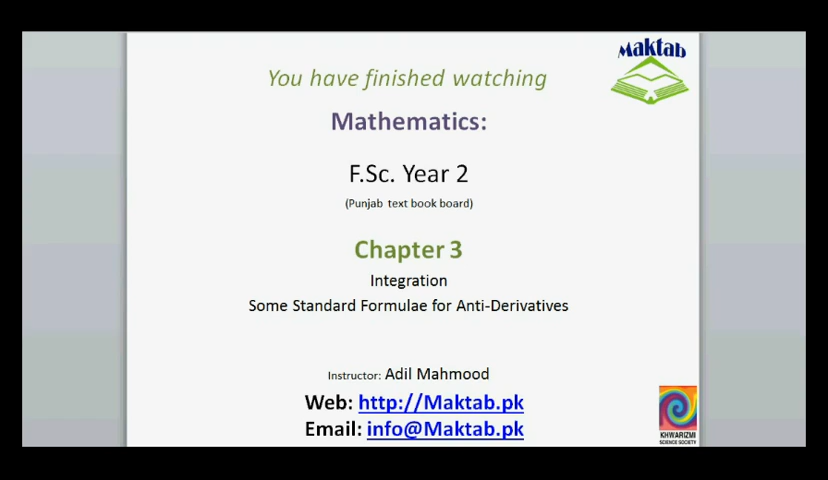 Maktab
You have finished watching
Mathematics:
F.Sc. Year 2
(Punjab text book board)
Chapter 3
Integration
Some Standard Formulae for Anti-Derivatives
Instructor: Adil Mahmood
Web: http://Maktab.pk
Email: info@Maktab.pk
KHWARIZMI
SCIENCE SOCIETY